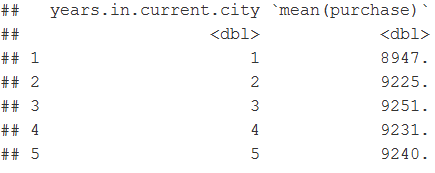 ##   years.in.current.city `mean(purchase)`
##                   <dbl>            <dbl>
## 1                     1            8947.
## 2                     2            9225.
## 3                     3            9251.
## 4                     4            9231.
## 5                     5            9240.